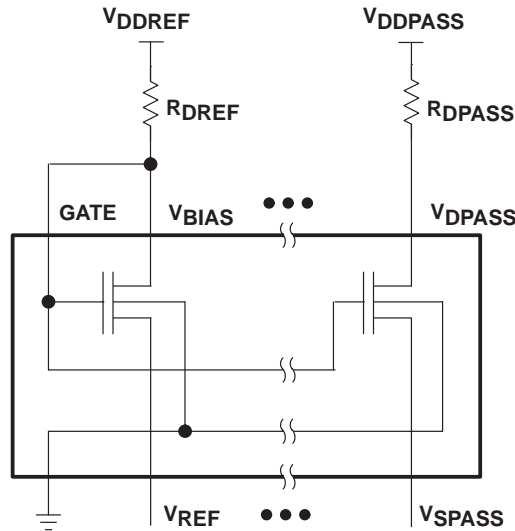 VDDREF
VDDPASS
RDREF
RDPASS
GATE
VBIAS
VDPASS
VREF
VSPASS